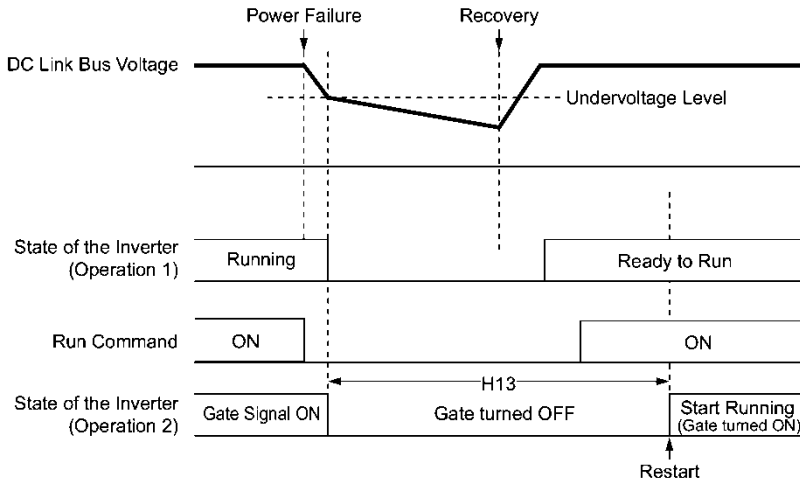 Power Failure
Recovery
DC Link Bus Voltage
Undervoltage Level
State of the Inverter
(Operation 1)
Running
Ready to Run
Run Command
ON
ON
H13
State of the Inverter
(Operation 2)
Gate Signal ON
Gate turned OFF
Start Running
(Gate turned ON)
Restart